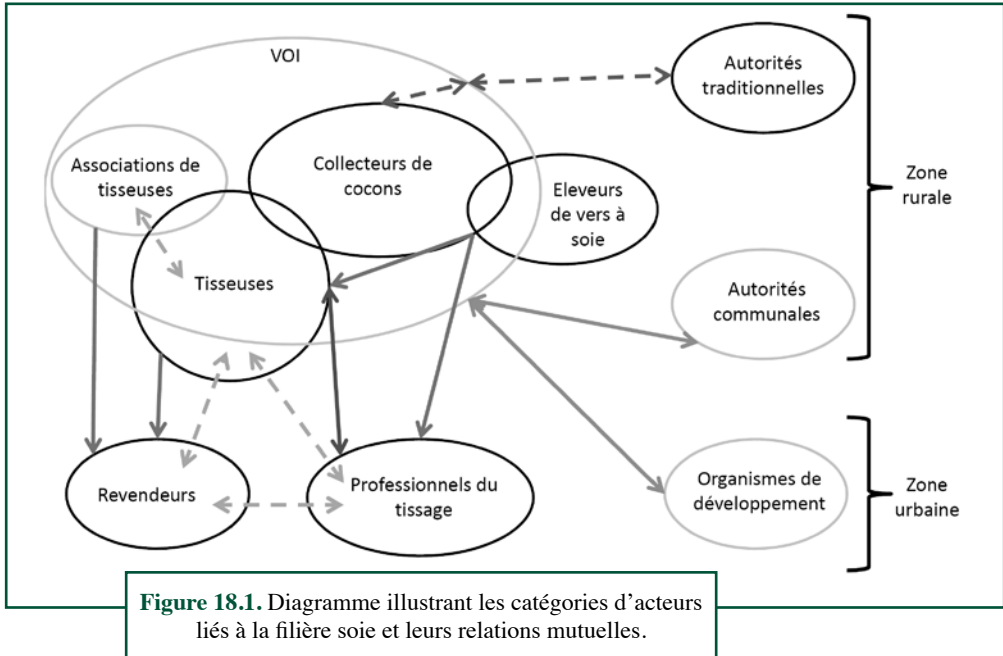 VOI
Autorités
traditionnelles
Associations de
tisseuses
Collecteurs de
cocons
Eleveurs
de vers à
soie
Zone
rurale
Tisseuses
Autorités
communales
Revendeurs
Professionnels du
tissage
Organismes de
développement
Zone
urbaine
Figure 18.1. Diagramme illustrant les catégories d’acteurs
liés à la filière soie et leurs relations mutuelles.